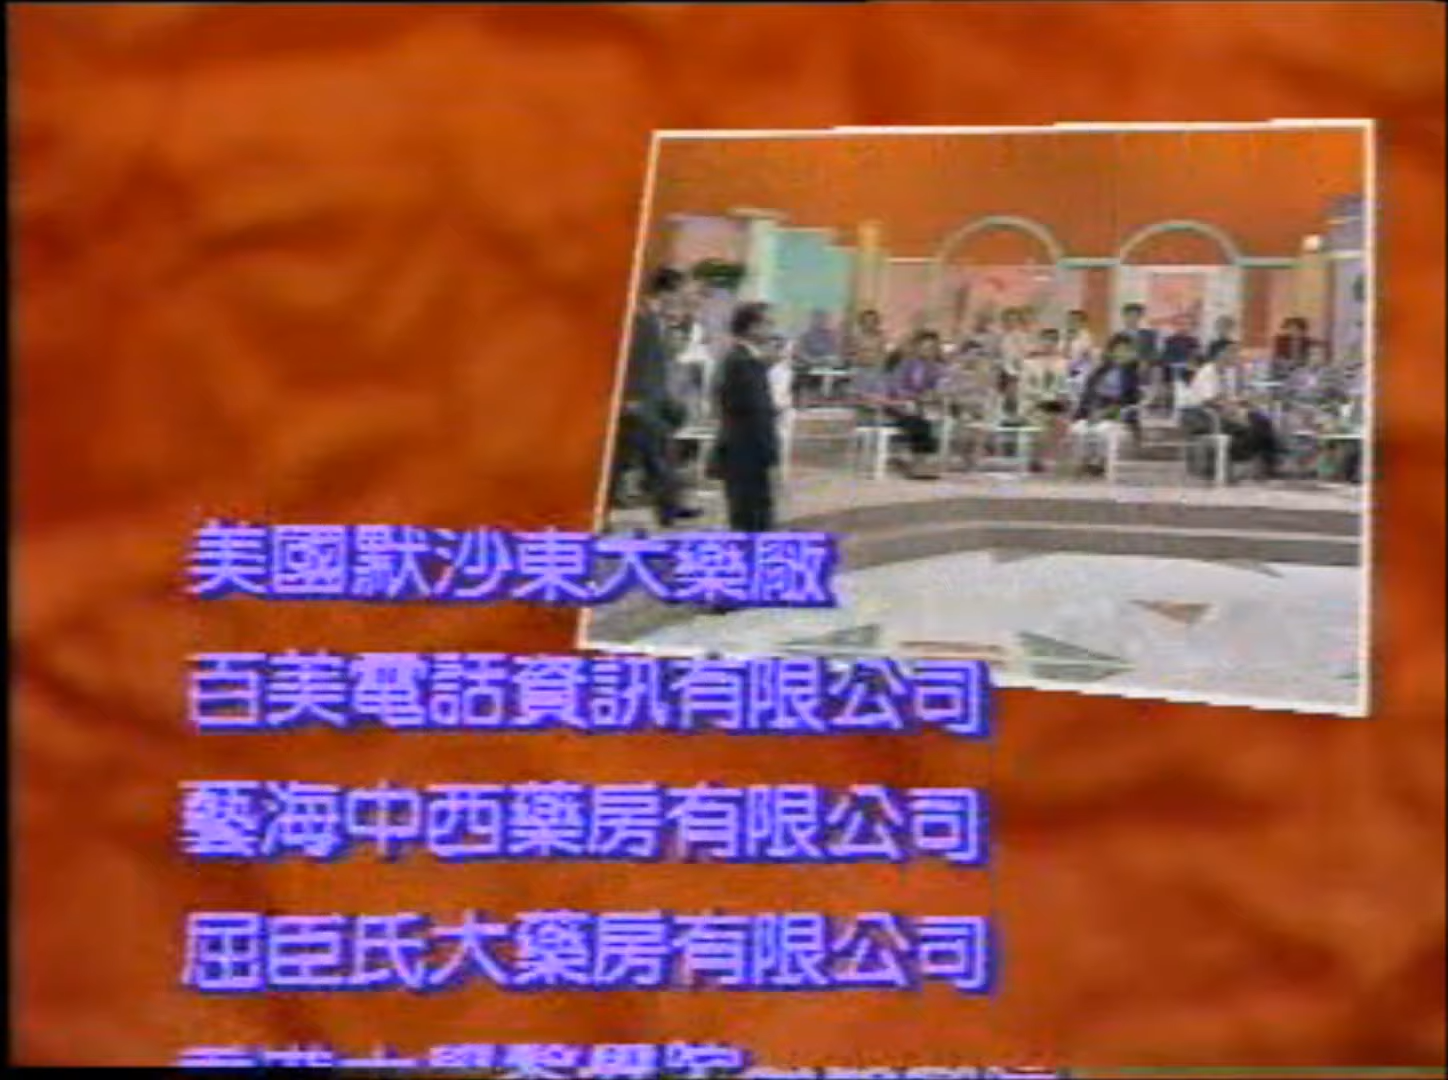 美國默沙東大藥廠
百美電話資訊有限公司
藝海中西藥房有限公司
屈臣氏大藥房有限公司